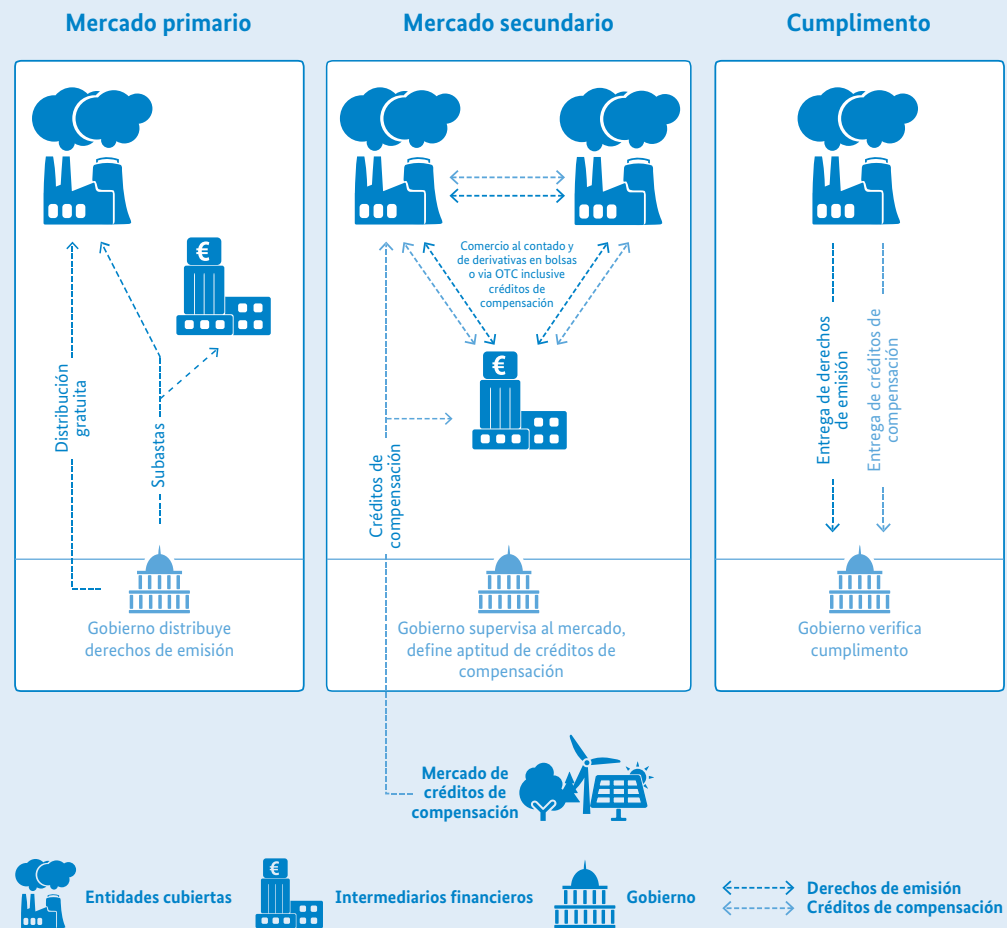 Mercado primario
Mercado secundario
Cumplimento
€
Comercio al contado y
de derivativas en bolsas
o via OTC inclusive
créditos de
compensación
€
Distribución
gratuita
Subastas
Créditos de
compensación
Entrega de derechos
de emisión
Entrega de créditos de
compensación
Gobierno distribuye
derechos de emisión
Gobierno supervisa al mercado,
define aptitud de créditos de
compensación
Gobierno verifica
cumplimento
Mercado de
créditos de
compensación
Entidades cubiertas
€
Intermediarios financieros
Gobierno
Derechos de emisión
Créditos de compensación